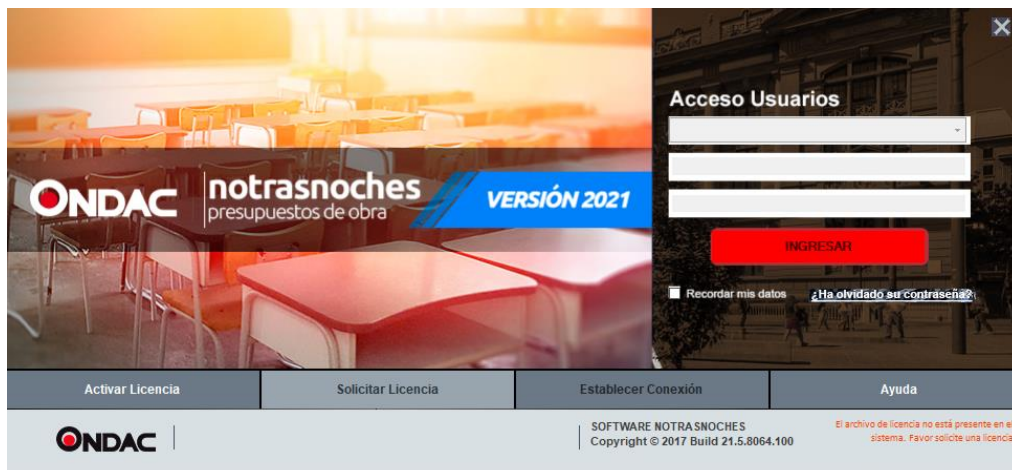 Acceso Usuarios
ONDAC
notrasnoches
presupuestos de obra
VERSIÓN 2021
INGRESAR
Recordar mis datos
¿Ha olvidado su contraseña?
Activar Licencia
Solicitar Licencia
Establecer Conexión
Ayuda
ONDAC
SOFTWARE NOTRASNOCHES
Copyright © 2017 Build 21.5.8064.100
El archivo de licencia no está presente en el
sistema. Favor solicite una licencia